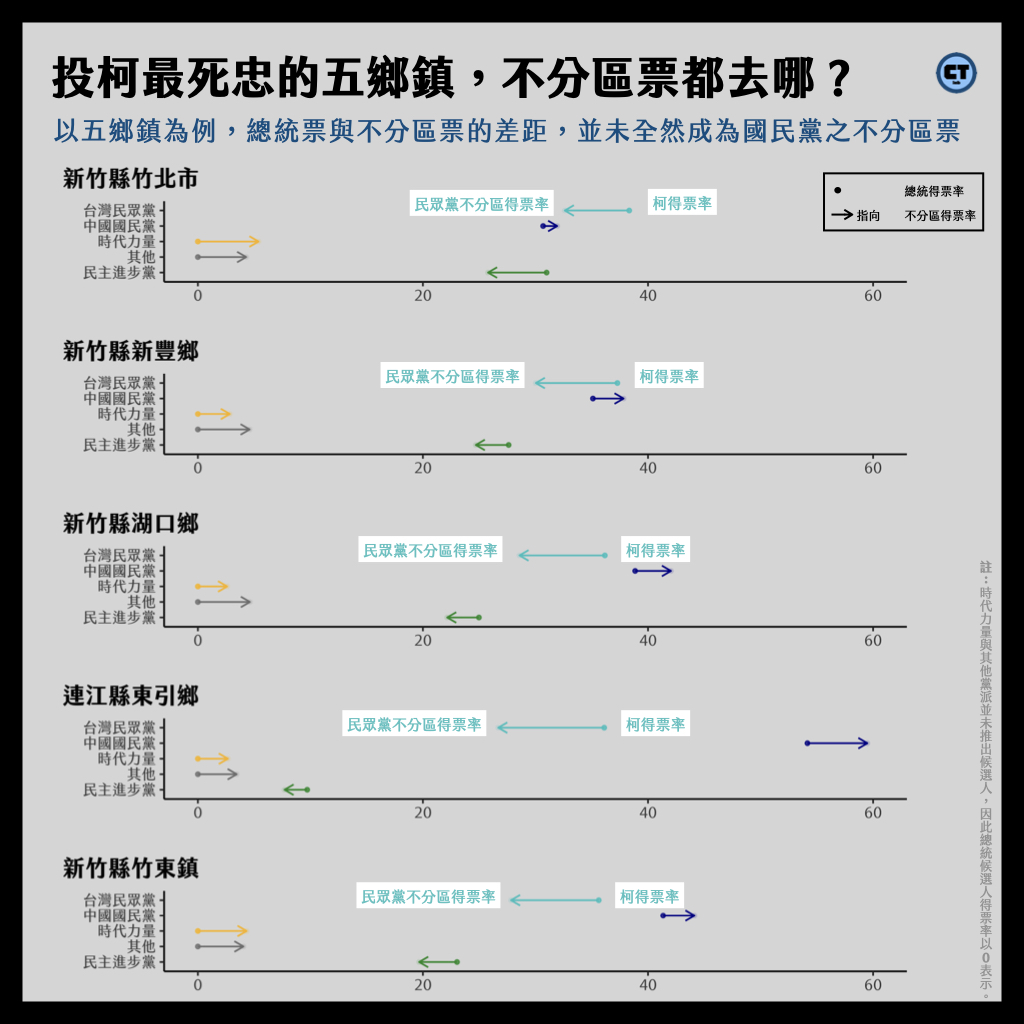 投柯最死忠的五鄉鎮，不分區票都去哪？
CT
以五鄉鎮為例，總統票與不分區票的差距，並未全然成為國民黨之不分區票
總統得票率
指向 不分區得票率
新竹縣竹北市
台灣民眾黨
民眾黨不分區得票率 柯得票率
中國國民黨
時代力量
其他
民主進步黨
0 20 40 60
新竹縣新豐鄉
台灣民眾黨
民眾黨不分區得票率 柯得票率
中國國民黨
時代力量
其他
民主進步黨
0 20 40 60
新竹縣湖口鄉
台灣民眾黨
民眾黨不分區得票率 柯得票率
中國國民黨
時代力量
其他
民主進步黨
0 20 40 60
連江縣東引鄉
台灣民眾黨
民眾黨不分區得票率 柯得票率
中國國民黨
時代力量
其他
民主進步黨
0 20 40 60
新竹縣竹東鎮
台灣民眾黨
民眾黨不分區得票率 柯得票率
中國國民黨
時代力量
其他
民主進步黨
0 20 40 60
註：時代力量與其他黨派並未推出候選人，因此總統候選人得票率以0表示。